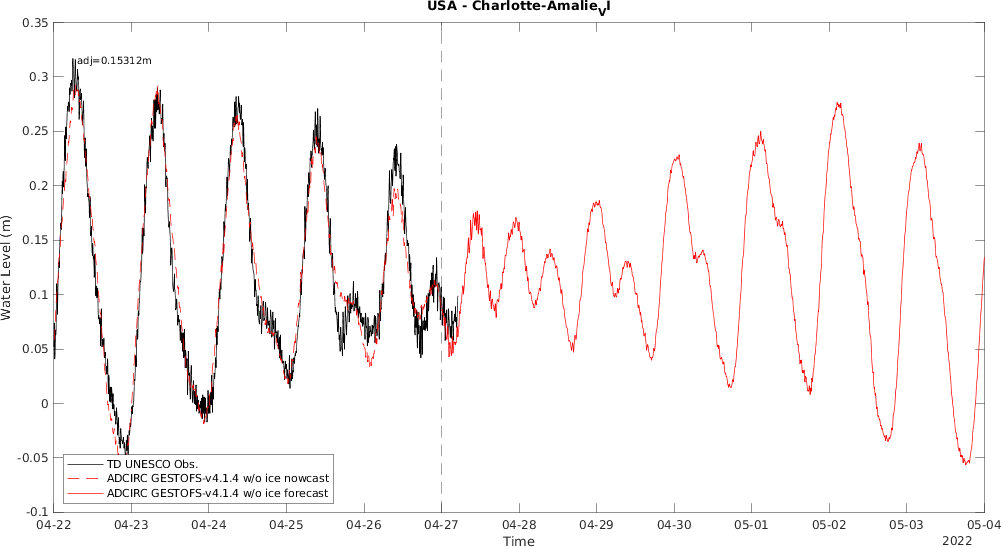 USA - Charlotte-Amalie_VI
adj=0.15312m
0.35
0.3
0.25
0.2
0.15
0.1
0.05
0
-0.05
-0.1
Water Level (m)
TD UNESCO Obs.
ADCIRC GESTOFS-v4.1.4 w/o ice nowcast
ADCIRC GESTOFS-v4.1.4 w/o ice forecast
04-22 04-23 04-24 04-25 04-26 04-27 04-28 04-29 04-30 05-01 05-02 05-03 05-04
Time
2022